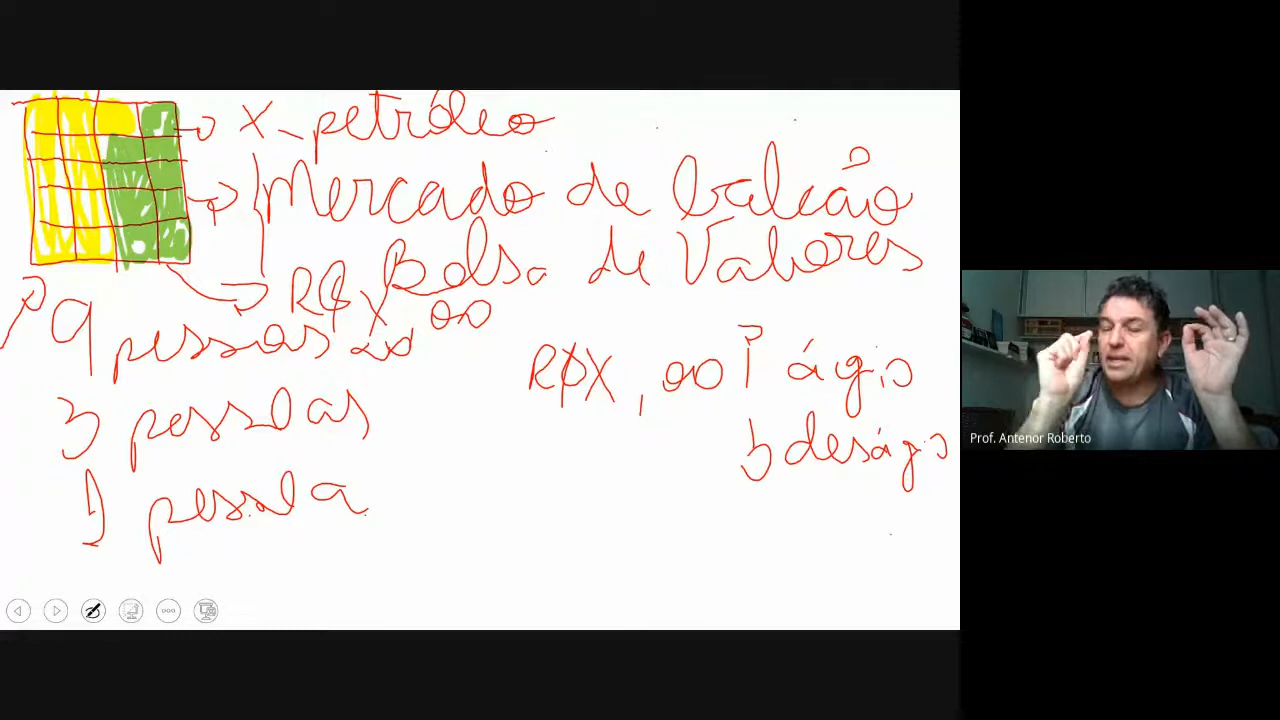 X petróleo
Mercado de balcão
Bolsa de Valores
R$ X
00
9 pessoas
3 pessoas
1 pessoa
R$X,00 ágio
deságio
Prof. Antenor Roberto